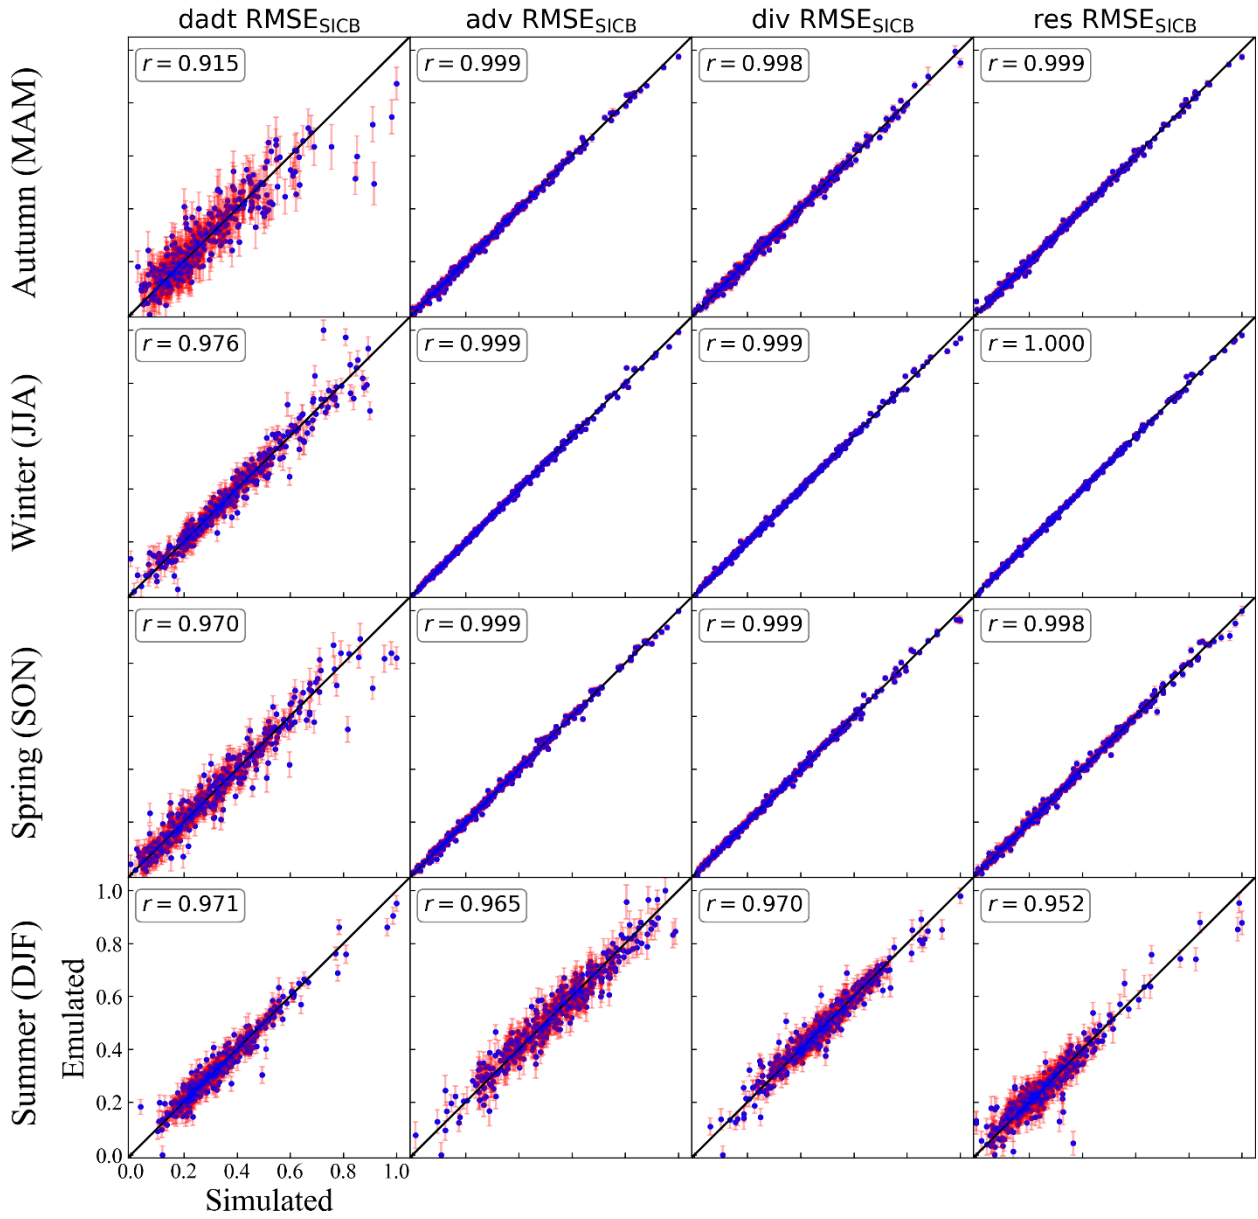 dadt RMSE_SICB adv RMSE_SICB div RMSE_SICB res RMSE_SICB
Autumn (MAM)
r = 0.915 r = 0.999 r = 0.998 r = 0.999
Winter (JJA)
r = 0.976 r = 0.999 r = 0.999 r = 1.000
Spring (SON)
r = 0.970 r = 0.999 r = 0.999 r = 0.998
Summer (DJF)
r = 0.971 r = 0.965 r = 0.970 r = 0.952
Emulated
1.0
0.8
0.6
0.4
0.2
0.0
0.0 0.2 0.4 0.6 0.8 1.0
Simulated